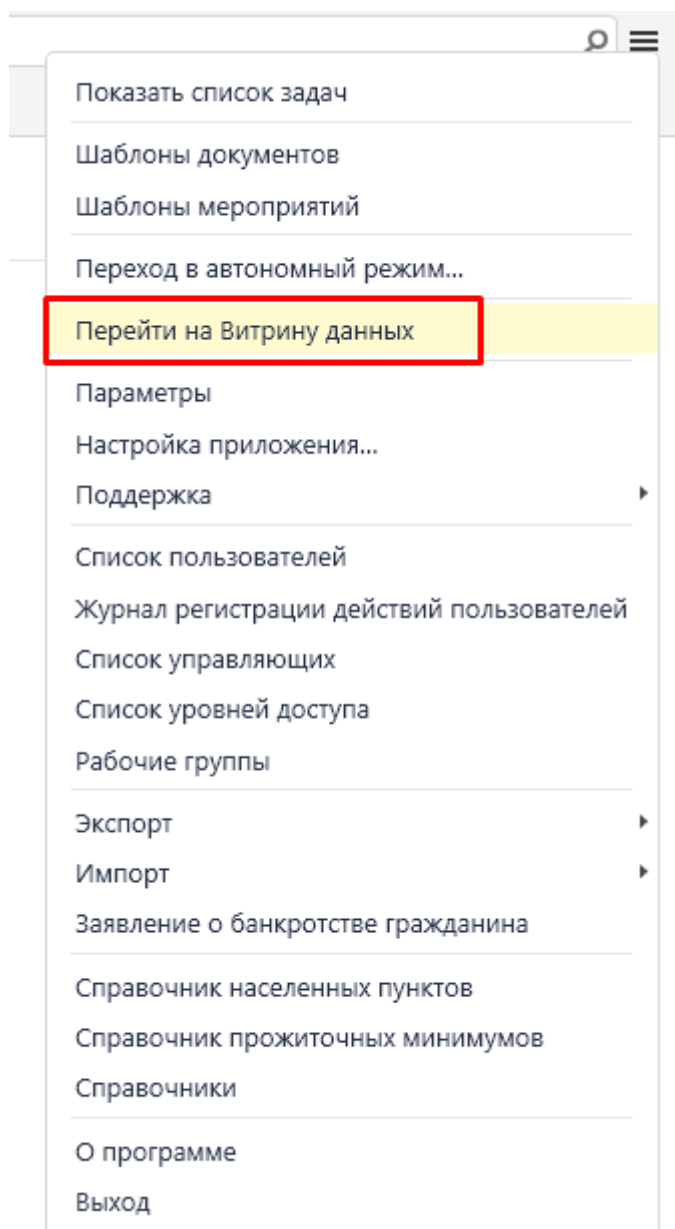 Показать список задач
Шаблоны документов
Шаблоны мероприятий
Переход в автономный режим...
Перейти на Витрину данных
Параметры
Настройка приложения...
Поддержка
Список пользователей
Журнал регистрации действий пользователей
Список управляющих
Список уровней доступа
Рабочие группы
Экспорт
Импорт
Заявление о банкротстве гражданина
Справочник населенных пунктов
Справочник прожиточных минимумов
Справочники
О программе
Выход